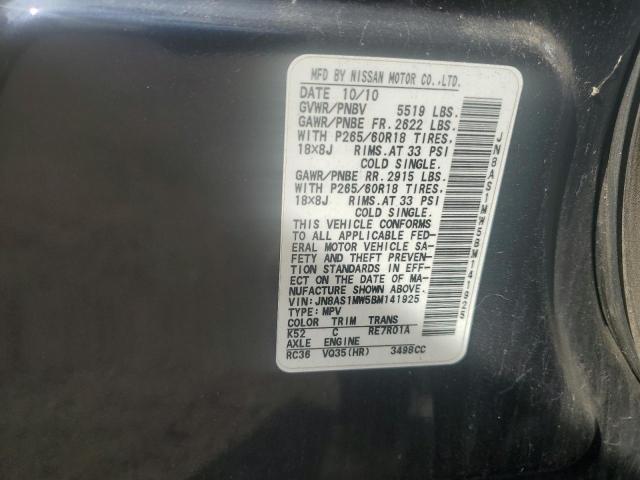 MFD BY NISSAN MOTOR CO.,LTD.
DATE 10/10
GVWR/PNBV 5519 LBS.
GAWR/PNBE FR. 2622 LBS.
WITH P265/60R18 TIRES.
18×8J RIMS.AT 33 PSI
COLD SINGLE.
GAWR/PNBE RR. 2915 LBS.
WITH P265/60R18 TIRES.
18×8J RIMS.AT 33 PSI
COLD SINGLE.
THIS VEHICLE CONFORMS
TO ALL APPLICABLE FED-
ERAL MOTOR VEHICLE SA-
FETY AND THEFT PREVEN-
TION STANDARDS IN EFF-
ECT ON THE DATE OF MA-
NUFACTURE SHOWN ABOVE.
VIN:JN8AS1MW5BM141925
TYPE:MPV
COLOR TRIM TRANS
K52 C RE7R01A
AXLE ENGINE
RC36 VQ35(HR) 3498CC
JN8AS1MW5BM141925